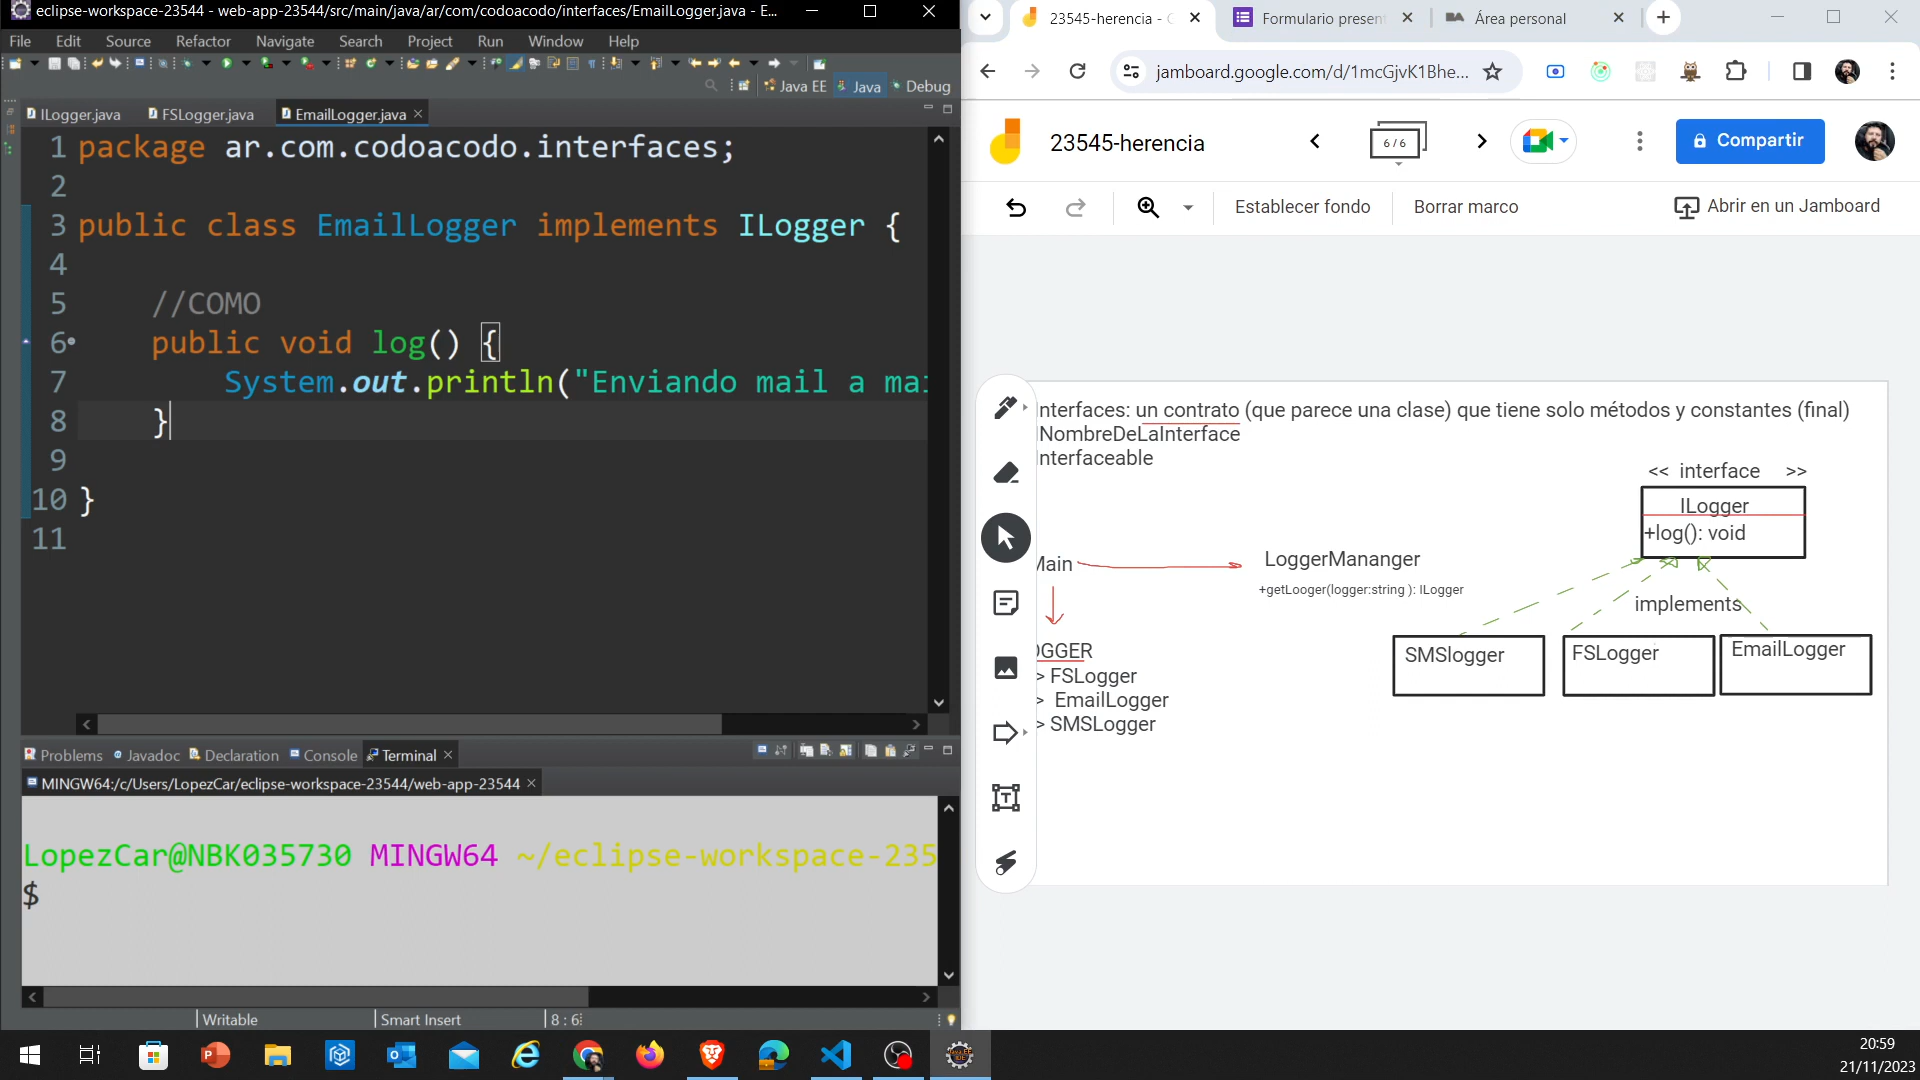 eclipse-workspace-23544 - web-app-23544/src/main/java/ar/com/codoacodo/interfaces/EmailLogger.java - E...
File Edit Source Refactor Navigate Search Project Run Window Help
Java EE Java Debug
ILogger.java FSLogger.java EmailLogger.java
1 package ar.com.codoacodo.interfaces;
2
3 public class EmailLogger implements ILogger {
4
5 //COMO
6 public void log() {
7 System.out.println("Enviando mail a mai
8 }
9
10 }
11
Problems Javadoc Declaration Console Terminal
MINGW64:/c/Users/LopezCar/eclipse-workspace-23544/web-app-23544
LopezCar@NBK035730 MINGW64 ~/eclipse-workspace-235
$
Writable Smart Insert 8 : 6
23545-herencia - Formulario present Área personal
jamboard.google.com/d/1mcGjvK1Bhe...
23545-herencia
6 / 6
Compartir
Establecer fondo Borrar marco Abrir en un Jamboard
nterfaces: un contrato (que parece una clase) que tiene solo métodos y constantes (final)
NombreDeLaInterface
nterfaceable
<< interface >>
ILogger
+log(): void
Main
LoggerMananger
+getLooger(logger:string ): ILogger
implements
OGGER
> FSLogger
> EmailLogger
> SMSLogger
SMSlogger
FSLogger
EmailLogger
20:59
21/11/2023